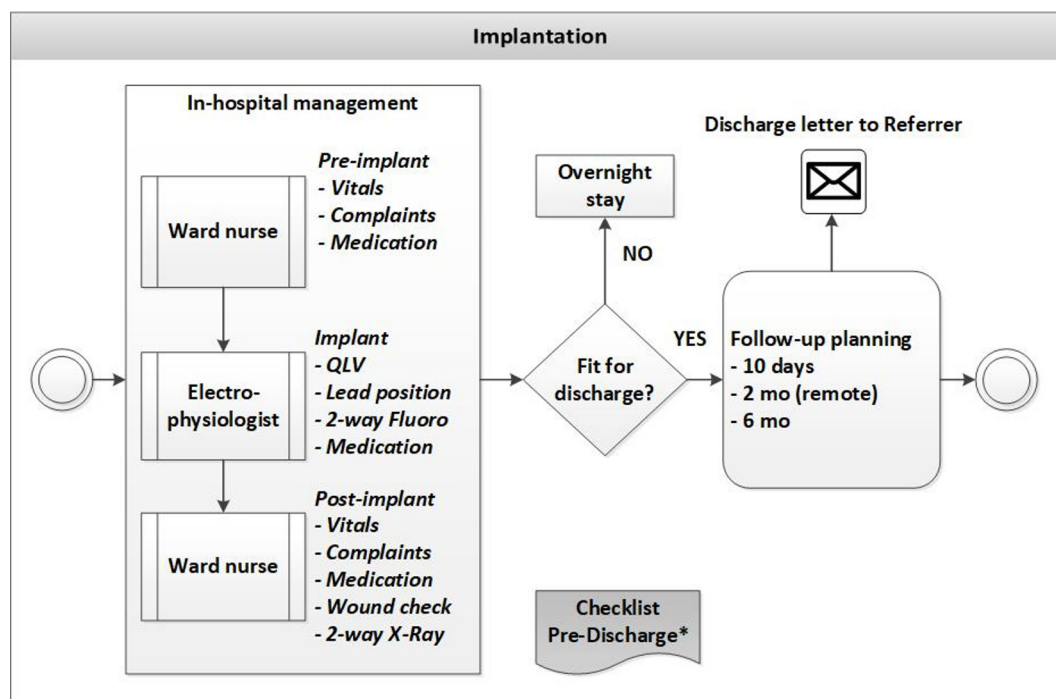 Implantation
In-hospital management
Ward nurse
Pre-implant
- Vitals
- Complaints
- Medication
Electro-
physiologist
Implant
- QLV
- Lead position
- 2-way Fluoro
- Medication
Ward nurse
Post-implant
- Vitals
- Complaints
- Medication
- Wound check
- 2-way X-Ray
Overnight
stay
NO
Fit for
discharge?
YES
Discharge letter to Referrer
Follow-up planning
- 10 days
- 2 mo (remote)
- 6 mo
Checklist
Pre-Discharge*